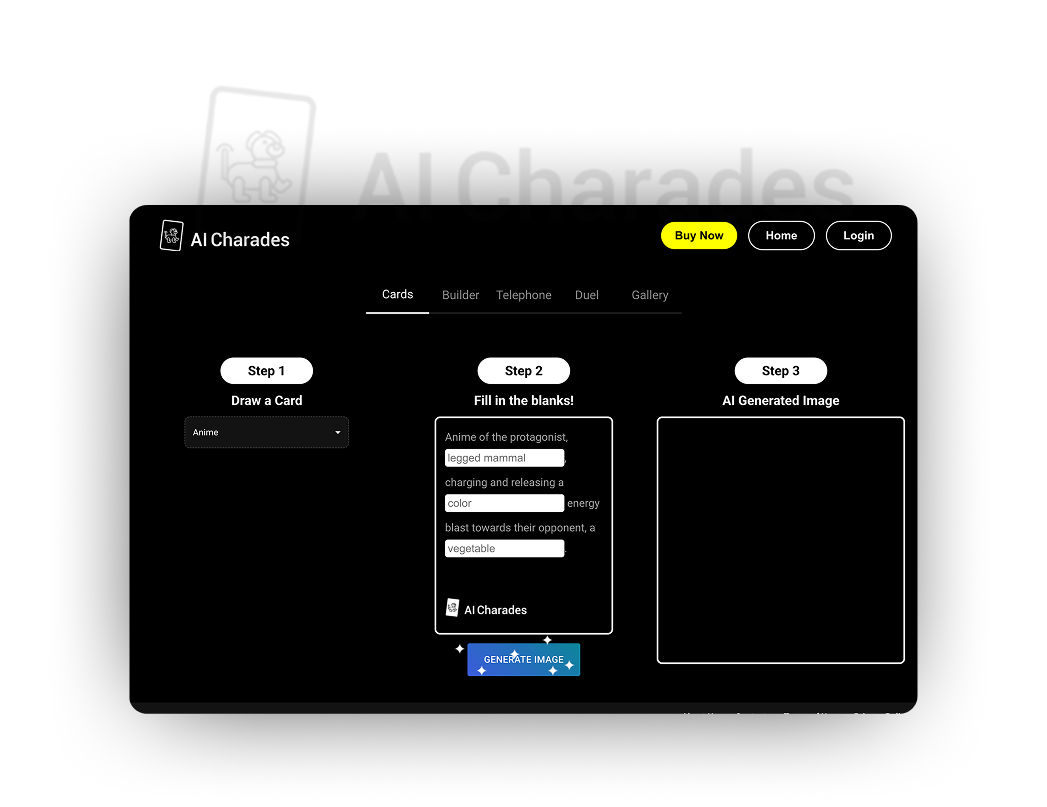 AI Charades
AI Charades
Buy Now
Home
Login
Cards
Builder
Telephone
Duel
Gallery
Step 1
Draw a Card
Anime
Step 2
Fill in the blanks!
Anime of the protagonist,
legged mammal,
charging and releasing a
color energy
blast towards their opponent, a
vegetable.
AI Charades
GENERATE IMAGE
Step 3
AI Generated Image